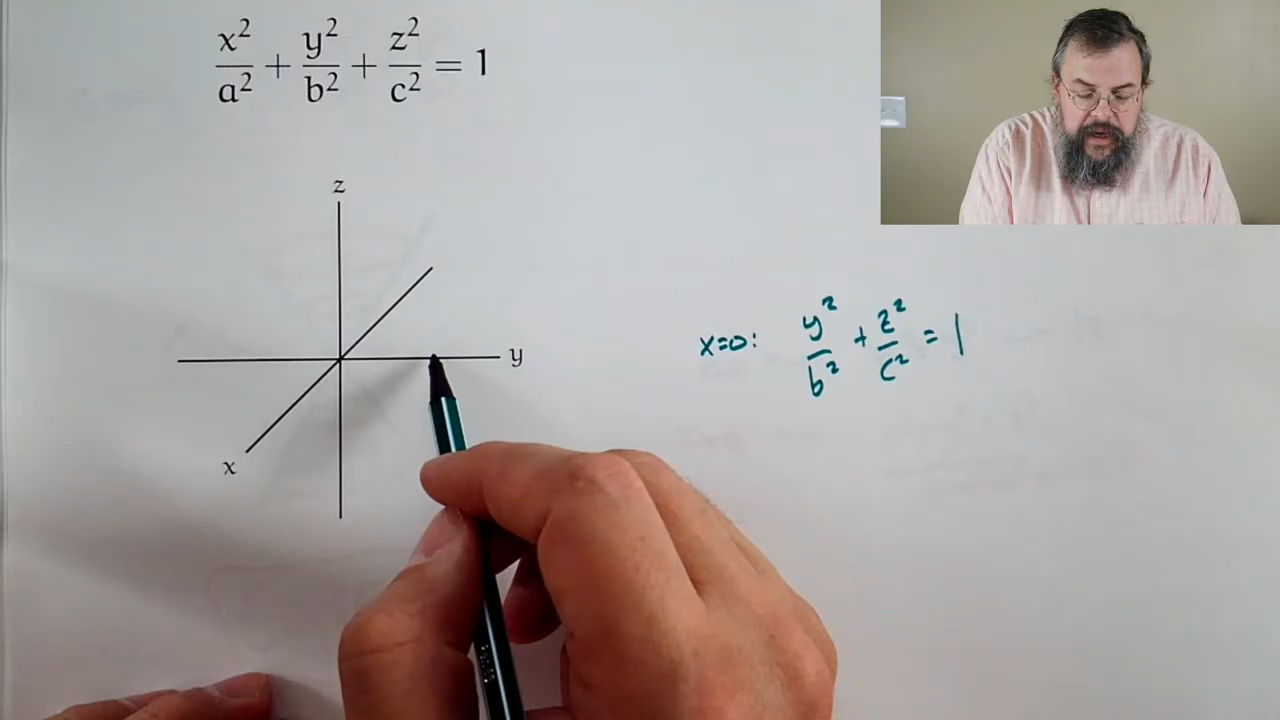 x²/a² + y²/b² + z²/c² = 1
z
y
x
x=0: y²/b² + z²/c² = 1